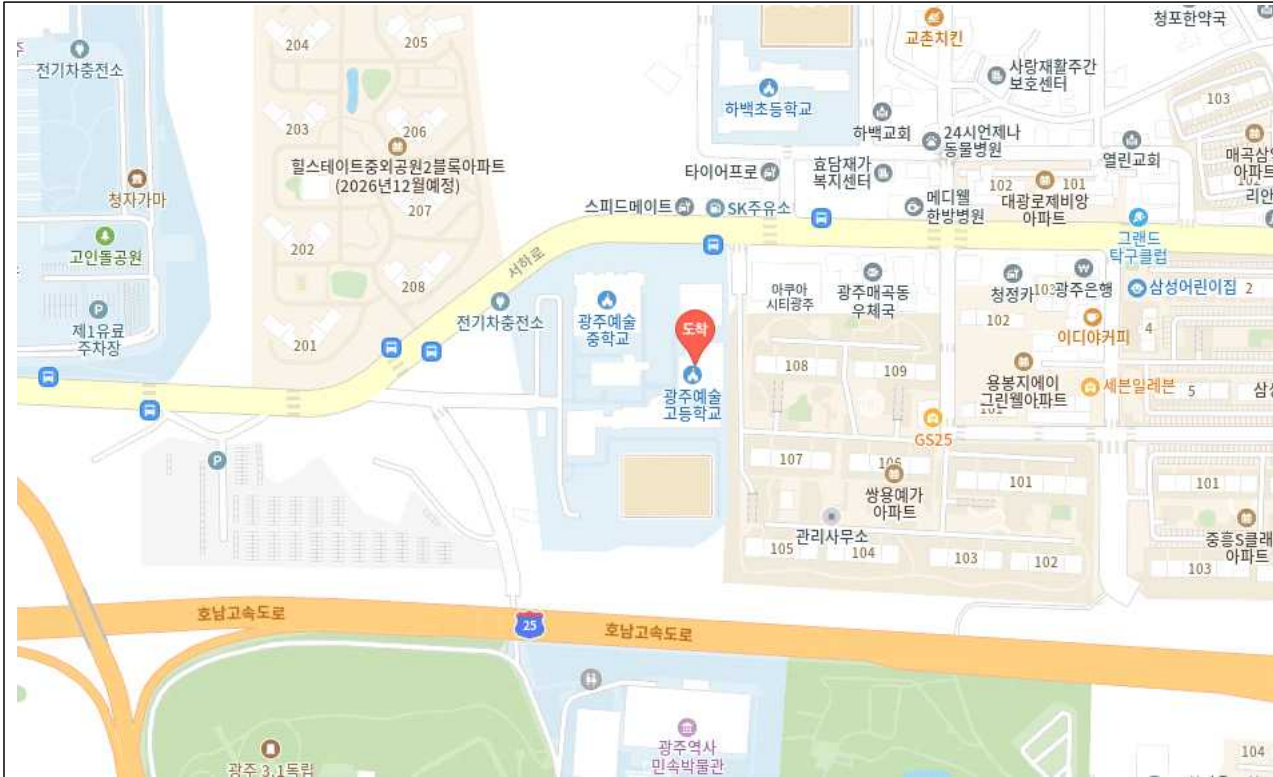 청포한약국
교촌치킨
204
205
전기차충전소
사랑재활주간
보호센터
하백초등학교
103
203
206
하백교회
24시언제나
동물병원
열린교회
힐스테이트중외공원2블록아파트
(2026년12월예정)
타이어프로
효담재가
복지센터
102
101
대광로제비앙
아파트
매곡삼
아파트
102
리안
청자가마
207
스피드메이트
SK주유소
메디웰
한방병원
그랜드
탁구클럽
고인돌공원
202
서하로
208
전기차충전소
광주예술
중학교
아쿠아
시티광주
광주매곡동
우체국
청정카
103
광주은행
삼성어린이집
2
제1유료
주차장
P
201
도착
102
이디야커피
4
108
109
광주예술
고등학교
용봉지에이
그린웰아파트
101
세븐일레븐
5
삼성
GS25
P
107
106
쌍용예가
아파트
101
101
관리사무소
105
104
103
102
중흥S클래
아파트
103
호남고속도로
25
호남고속도로
광주역사
민속박물관
광주 3.1독립
104